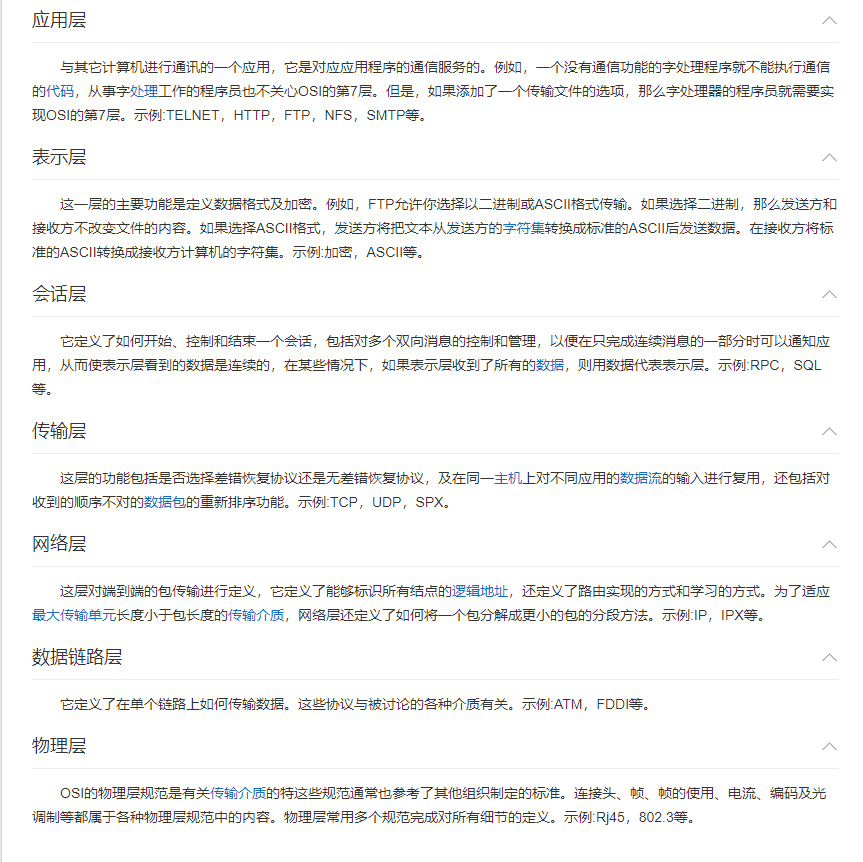 应用层
与其它计算机进行通讯的一个应用，它是对应应用程序的通信服务的。例如，一个没有通信功能的字处理程序就不能执行通信
的代码，从事字处理工作的程序员也不关心OSI的第7层。但是，如果添加了一个传输文件的选项，那么字处理器的程序员就需要实
现OSI的第7层。示例:TELNET，HTTP，FTP，NFS，SMTP等。
表示层
这一层的主要功能是定义数据格式及加密。例如，FTP允许你选择以二进制或ASCII格式传输。如果选择二进制，那么发送方和
接收方不改变文件的内容。如果选择ASCII格式，发送方将把文本从发送方的字符集转换成标准的ASCII后发送数据。在接收方将标
准的ASCII转换成接收方计算机的字符集。示例:加密，ASCII等。
会话层
它定义了如何开始、控制和结束一个会话，包括对多个双向消息的控制和管理，以便在只完成连续消息的一部分时可以通知应
用，从而使表示层看到的数据是连续的，在某些情况下，如果表示层收到了所有的数据，则用数据代表表示层。示例:RPC，SQL
等。
传输层
这层的功能包括是否选择差错恢复协议还是无差错恢复协议，及在同一主机上对不同应用的数据流的输入进行复用，还包括对
收到的顺序不对的数据包的重新排序功能。示例:TCP，UDP，SPX。
网络层
这层对端到端的包传输进行定义，它定义了能够标识所有结点的逻辑地址，还定义了路由实现的方式和学习的方式。为了适应
最大传输单元长度小于包长度的传输介质，网络层还定义了如何将一个包分解成更小的包的分段方法。示例:IP，IPX等。
数据链路层
它定义了在单个链路上如何传输数据。这些协议与被讨论的各种介质有关。示例:ATM，FDDI等。
物理层
OSI的物理层规范是有关传输介质的特这些规范通常也参考了其他组织制定的标准。连接头、帧、帧的使用、电流、编码及光
调制等都属于各种物理层规范中的内容。物理层常用多个规范完成对所有细节的定义。示例:Rj45，802.3等。